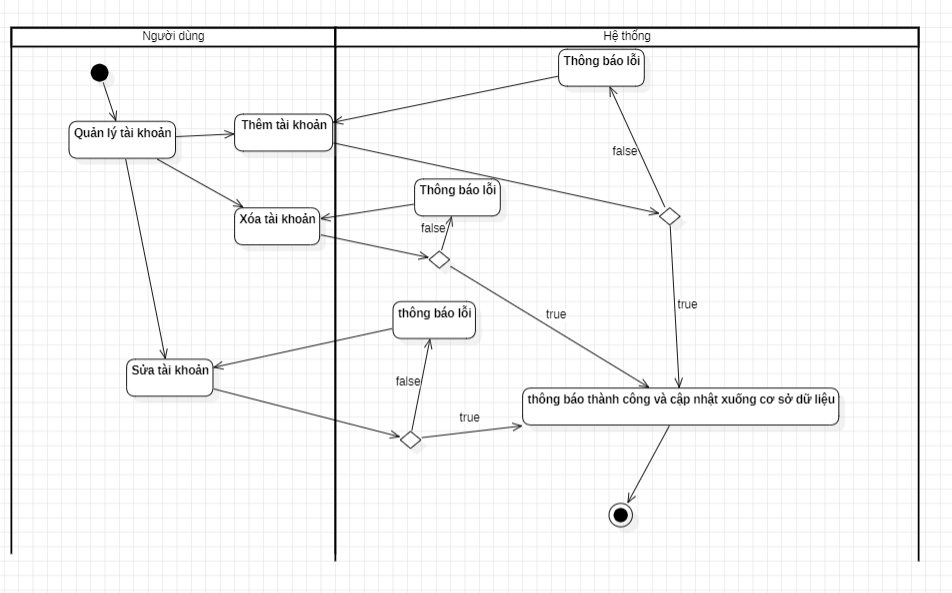 Người dùng
Hệ thống
Thông báo lỗi
Thêm tài khoản
Quản lý tài khoản
false
Thông báo lỗi
Xóa tài khoản
false
true
true
thông báo lỗi
Sửa tài khoản
false
thông báo thành công và cập nhật xuống cơ sở dữ liệu
true